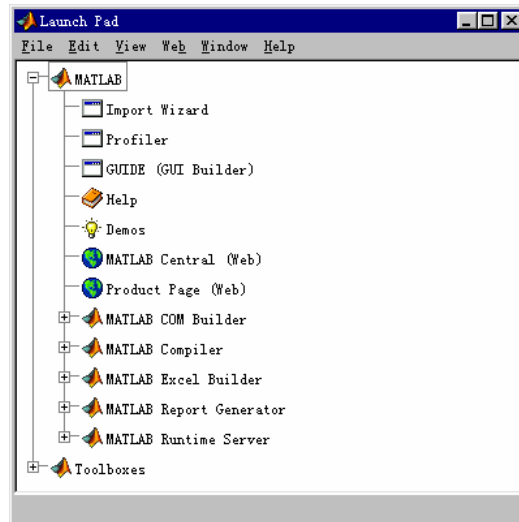 Launch Pad
File Edit View Web Window Help
MATLAB
Import Wizard
Profiler
GUIDE (GUI Builder)
Help
Demos
MATLAB Central (Web)
Product Page (Web)
MATLAB COM Builder
MATLAB Compiler
MATLAB Excel Builder
MATLAB Report Generator
MATLAB Runtime Server
Toolboxes